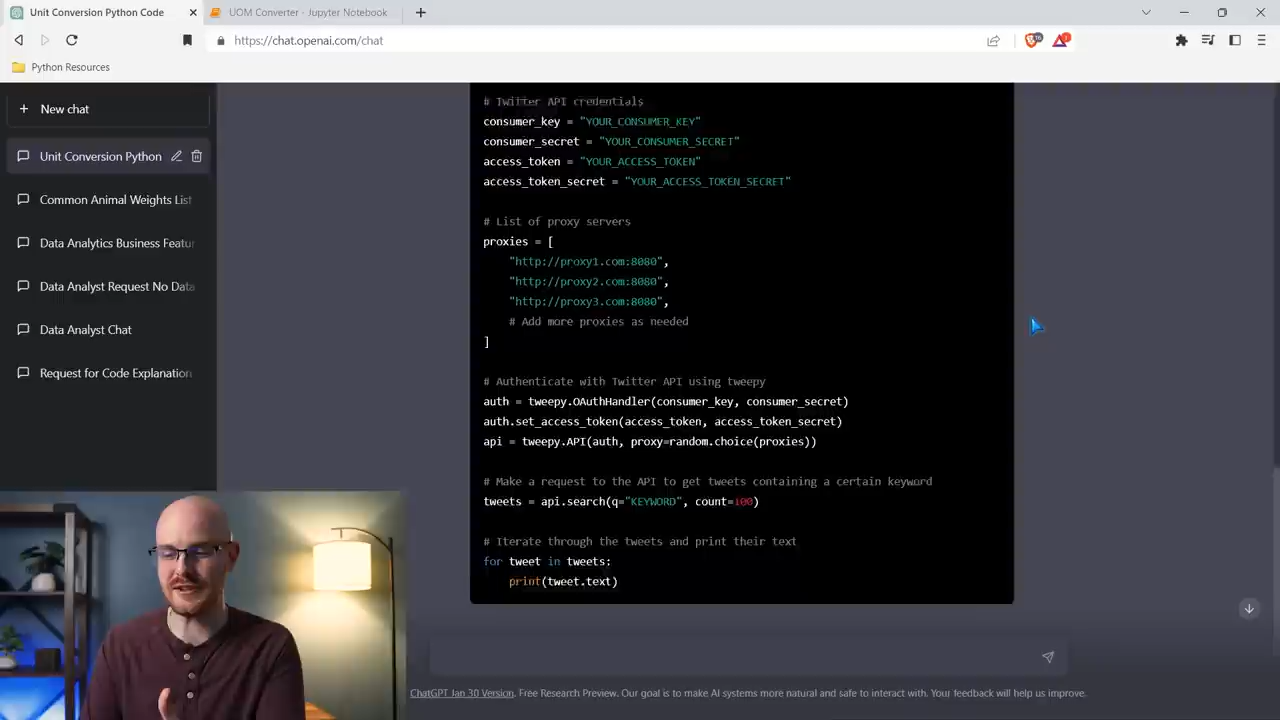 Unit Conversion Python Code
UOM Converter - Jupyter Notebook
https://chat.openai.com/chat
Python Resources
New chat
Unit Conversion Python
Common Animal Weights List
Data Analytics Business Featur
Data Analyst Request No Data
Data Analyst Chat
Request for Code Explanation
# Twitter API credentials
consumer_key = "YOUR_CONSUMER_KEY"
consumer_secret = "YOUR_CONSUMER_SECRET"
access_token = "YOUR_ACCESS_TOKEN"
access_token_secret = "YOUR_ACCESS_TOKEN_SECRET"
# List of proxy servers
proxies = [
"http://proxy1.com:8080",
"http://proxy2.com:8080",
"http://proxy3.com:8080",
# Add more proxies as needed
]
# Authenticate with Twitter API using tweepy
auth = tweepy.OAuthHandler(consumer_key, consumer_secret)
auth.set_access_token(access_token, access_token_secret)
api = tweepy.API(auth, proxy=random.choice(proxies))
# Make a request to the API to get tweets containing a certain keyword
tweets = api.search(q="KEYWORD", count=100)
# Iterate through the tweets and print their text
for tweet in tweets:
print(tweet.text)
ChatGPT Jan 30 Version. Free Research Preview. Our goal is to make AI systems more natural and safe to interact with. Your feedback will help us improve.